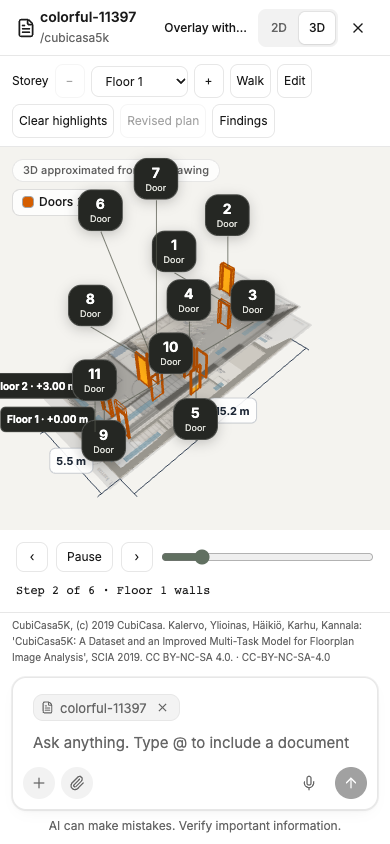 colorful-11397
/cubicasa5k
Overlay with...
2D
3D
Storey
−
Floor 1
+
Walk
Edit
Clear highlights
Revised plan
Findings
3D approximated fro
awing
Doors
7
Door
6
Door
2
Door
1
Door
4
Door
3
Door
8
Door
10
Door
11
Door
5
Door
9
Door
loor 2 · +3.00 m
Floor 1 · +0.00 m
15.2 m
5.5 m
‹
Pause
›
Step 2 of 6 • Floor 1 walls
CubiCasa5K, (c) 2019 CubiCasa. Kalervo, Ylioinas, Häikiö, Karhu, Kannala:
'CubiCasa5K: A Dataset and an Improved Multi-Task Model for Floorplan
Image Analysis', SCIA 2019. CC BY-NC-SA 4.0. · CC-BY-NC-SA-4.0
colorful-11397
Ask anything. Type @ to include a document
AI can make mistakes. Verify important information.